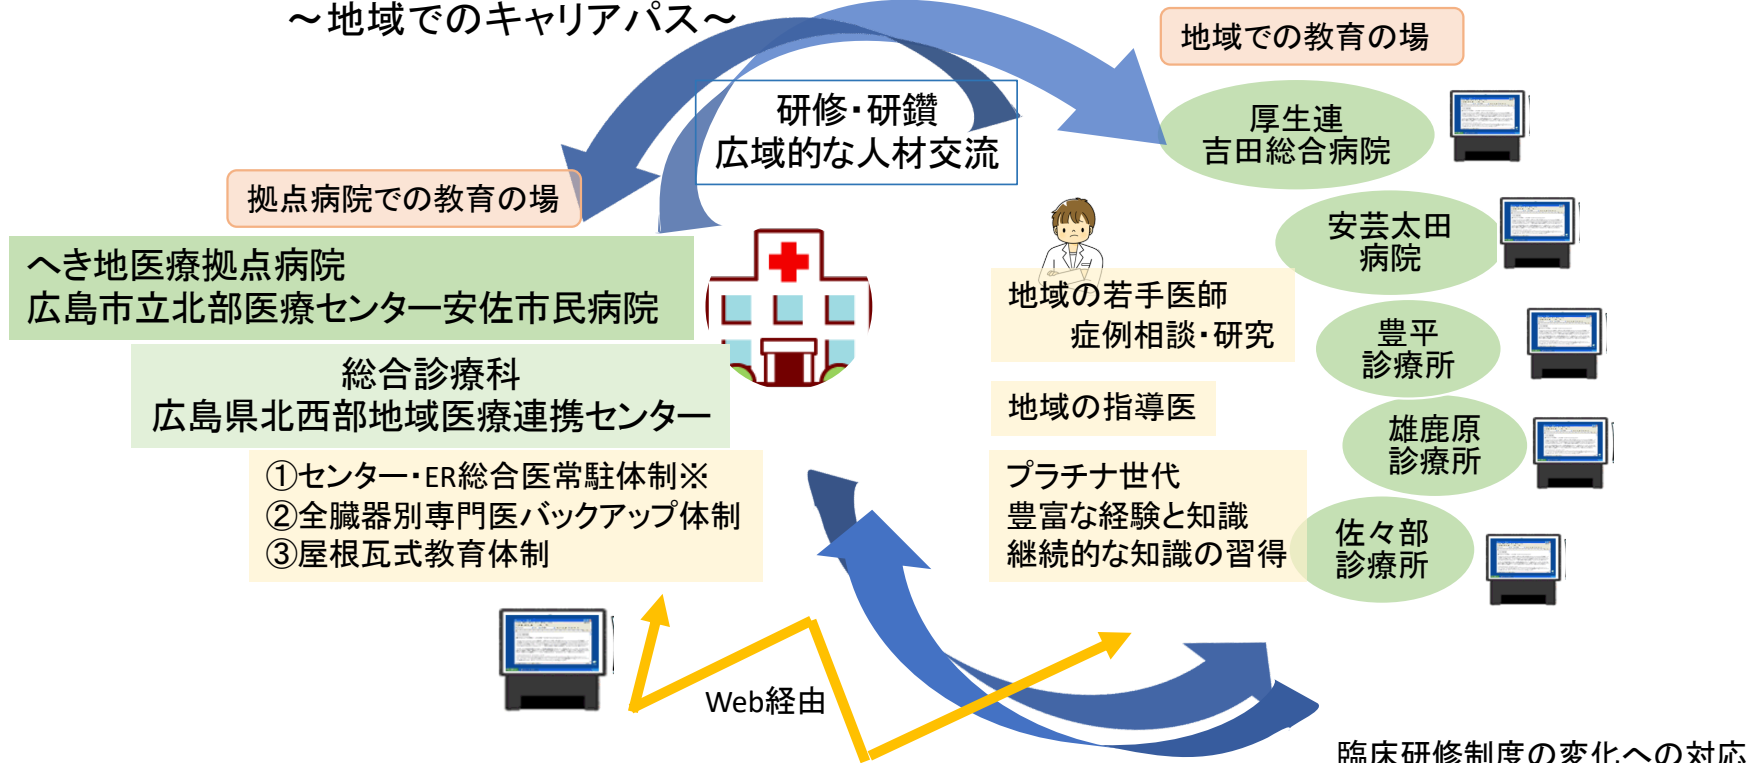 ～地域でのキャリアパス～
地域での教育の場
研修・研鑽
広域的な人材交流
厚生連
吉田総合病院
拠点病院での教育の場
へき地医療拠点病院
広島市立北部医療センター安佐市民病院
安芸太田
病院
地域の若手医師
症例相談・研究
豊平
診療所
総合診療科
広島県北西部地域医療連携センター
地域の指導医
雄鹿原
診療所
①センター・ER総合医常駐体制※
②全臓器別専門医バックアップ体制
③屋根瓦式教育体制
プラチナ世代
豊富な経験と知識
継続的な知識の習得
佐々部
診療所
Web経由
臨床研修制度の変化への対応